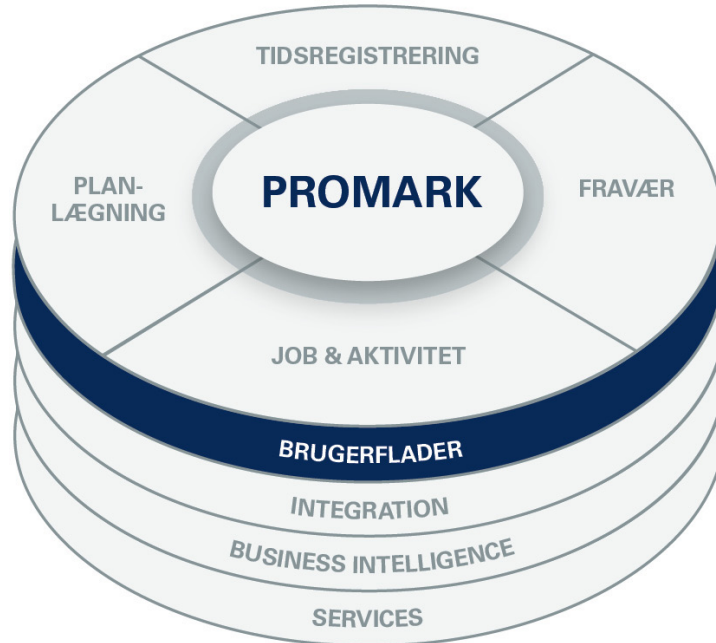 TIDSREGISTRERING
PLAN-
LÆGNING
PROMARK
FRAVÆR
JOB & AKTIVITET
BRUGERFLADER
INTEGRATION
BUSINESS INTELLIGENCE
SERVICES